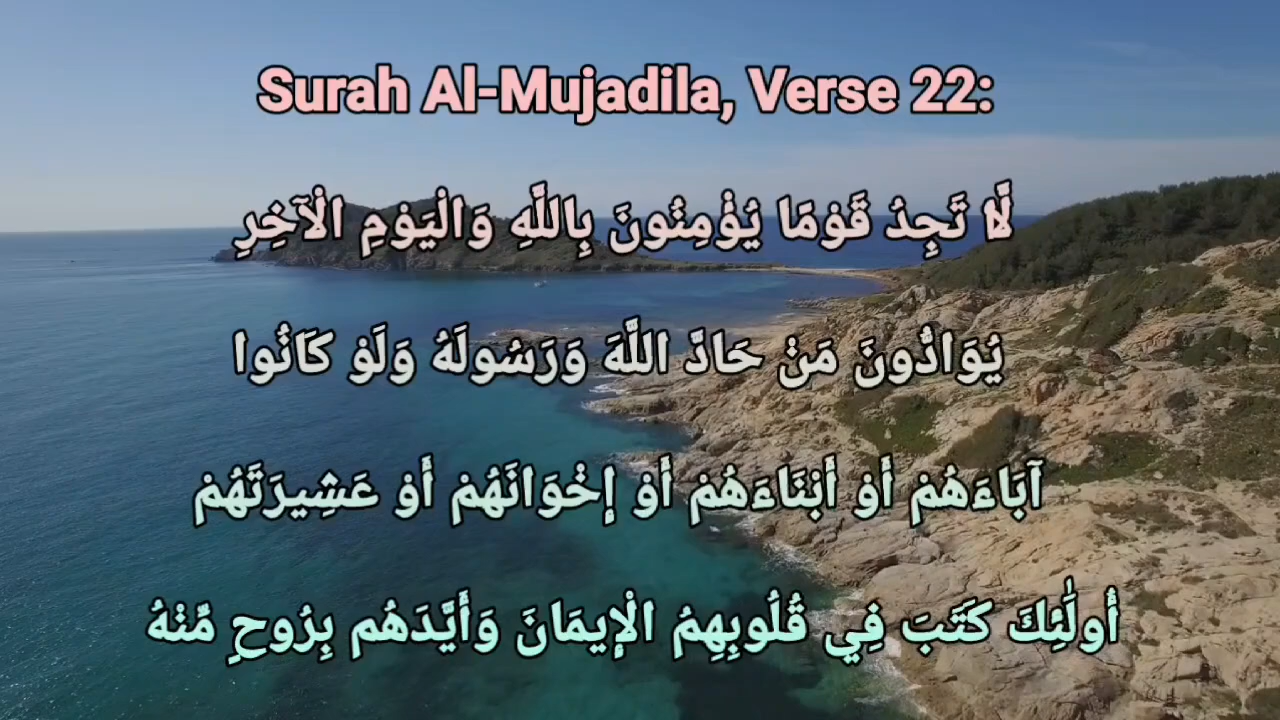 Surah Al-Mujadila, Verse 22:
لَّا تَجِدُ قَوْمًا يُؤْمِنُونَ بِاللَّهِ وَالْيَوْمِ الْآخِرِ
يُوَادُّونَ مَنْ حَادَّ اللَّهَ وَرَسُولَهُ وَلَوْ كَانُوا
آبَاءَهُمْ أَوْ أَبْنَاءَهُمْ أَوْ إِخْوَانَهُمْ أَوْ عَشِيرَتَهُمْ
أُولَٰئِكَ كَتَبَ فِي قُلُوبِهِمُ الْإِيمَانَ وَأَيَّدَهُم بِرُوحٍ مِّنْهُ